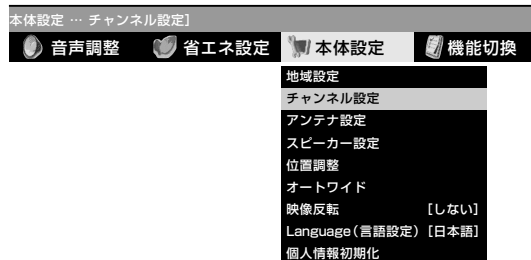 本体設定 … チャンネル設定]
音声調整 省エネ設定 本体設定 機能切換
地域設定
チャンネル設定
アンテナ設定
スピーカー設定
位置調整
オートワイド
映像反転 [しない]
Language(言語設定) [日本語]
個人情報初期化